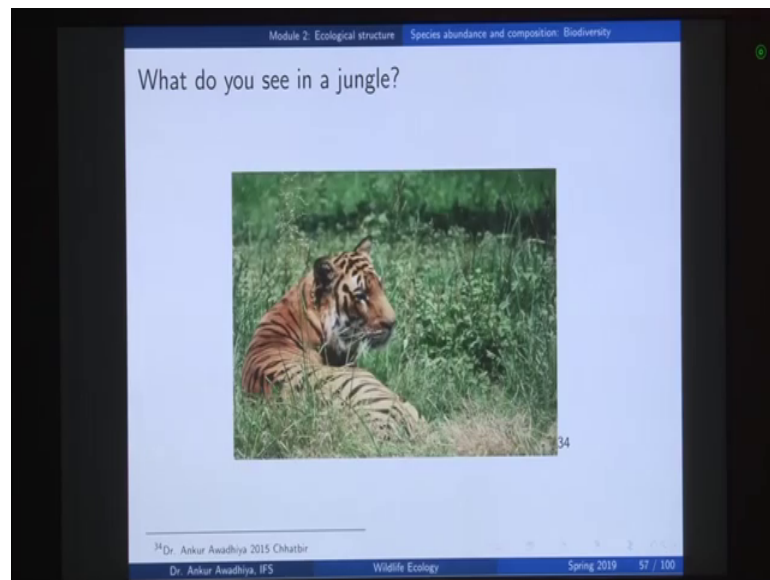 Module 2: Ecological structure Species abundance and composition: Biodiversity
What do you see in a jungle?
34
34Dr. Ankur Awadhiya 2015 Chhatbir
Dr. Ankur Awadhiya, IFS Wildlife Ecology Spring 2019 57 / 100